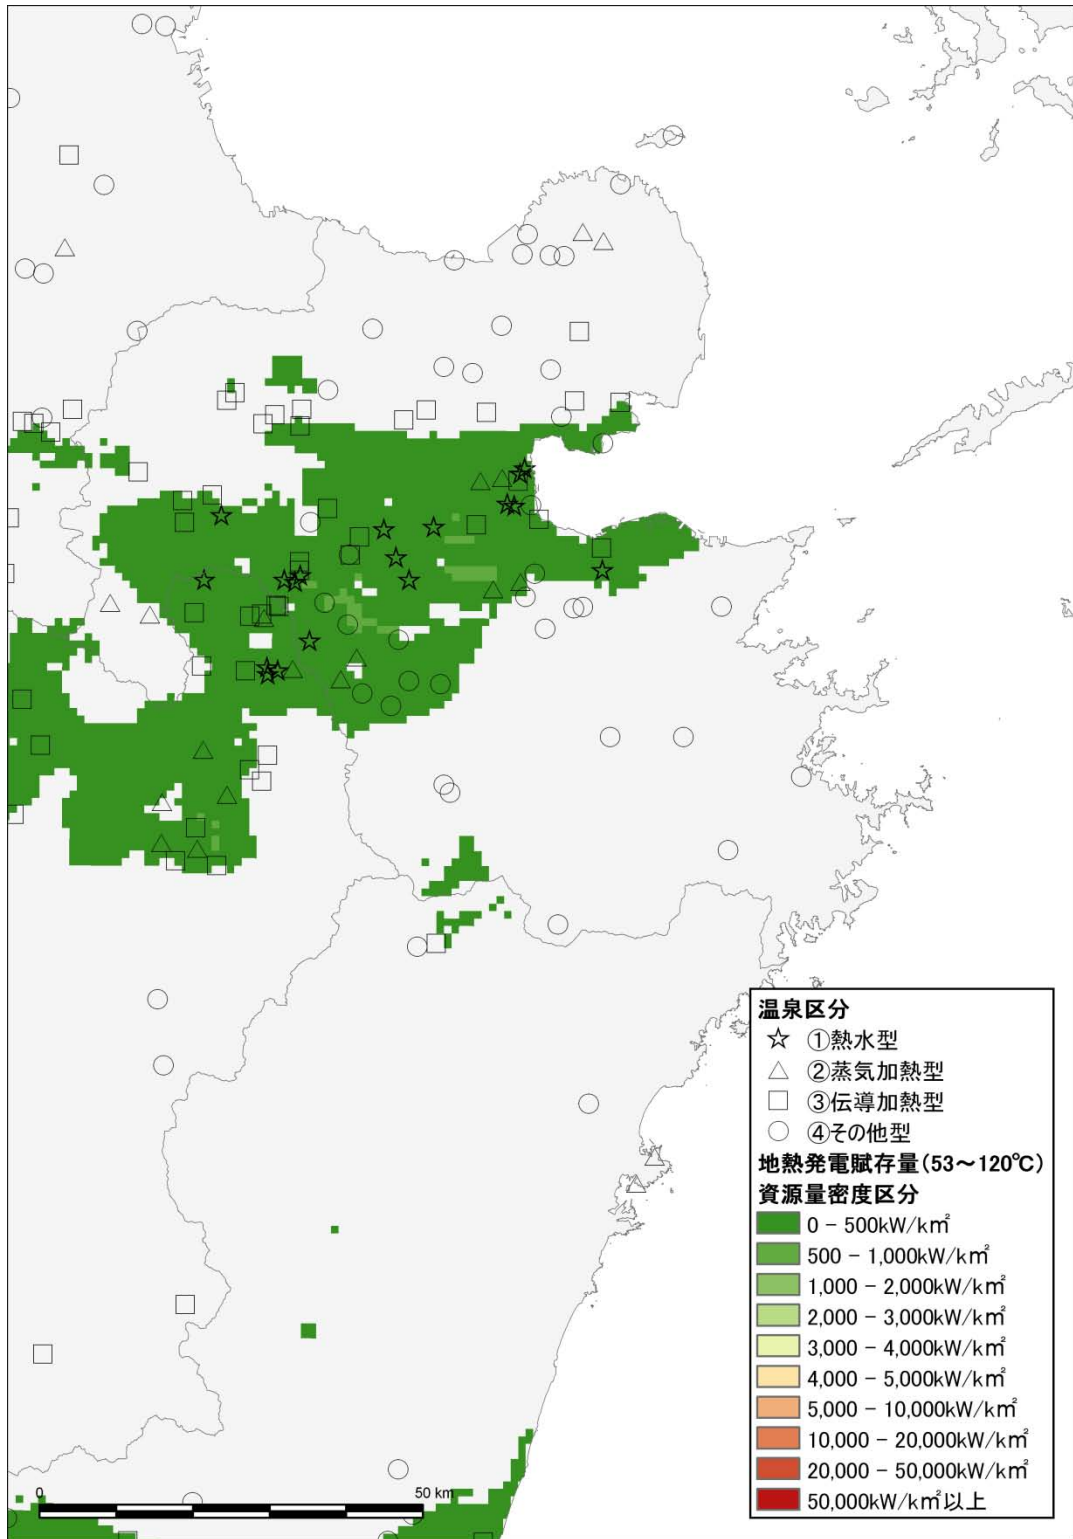 温泉区分
①熱水型
②蒸気加熱型
③伝導加熱型
④その他型
地熱発電賦存量(53～120℃)
資源量密度区分
0 - 500kW/k㎡
500 - 1,000kW/k㎡
1,000 - 2,000kW/k㎡
2,000 - 3,000kW/k㎡
3,000 - 4,000kW/k㎡
4,000 - 5,000kW/k㎡
5,000 - 10,000kW/k㎡
10,000 - 20,000kW/k㎡
20,000 - 50,000kW/k㎡
50,000kW/k㎡以上
0 50 km